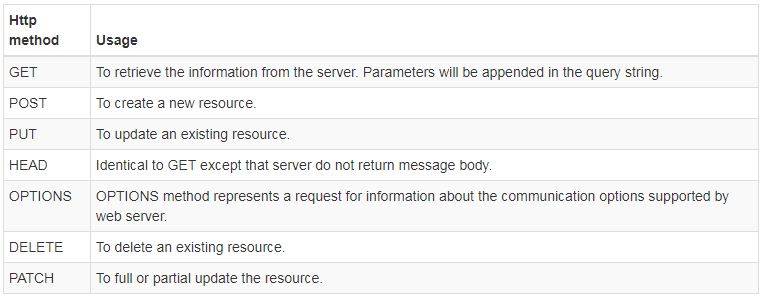 Http
method Usage
GET To retrieve the information from the server. Parameters will be appended in the query string.
POST To create a new resource.
PUT To update an existing resource.
HEAD Identical to GET except that server do not return message body.
OPTIONS OPTIONS method represents a request for information about the communication options supported by
web server.
DELETE To delete an existing resource.
PATCH To full or partial update the resource.